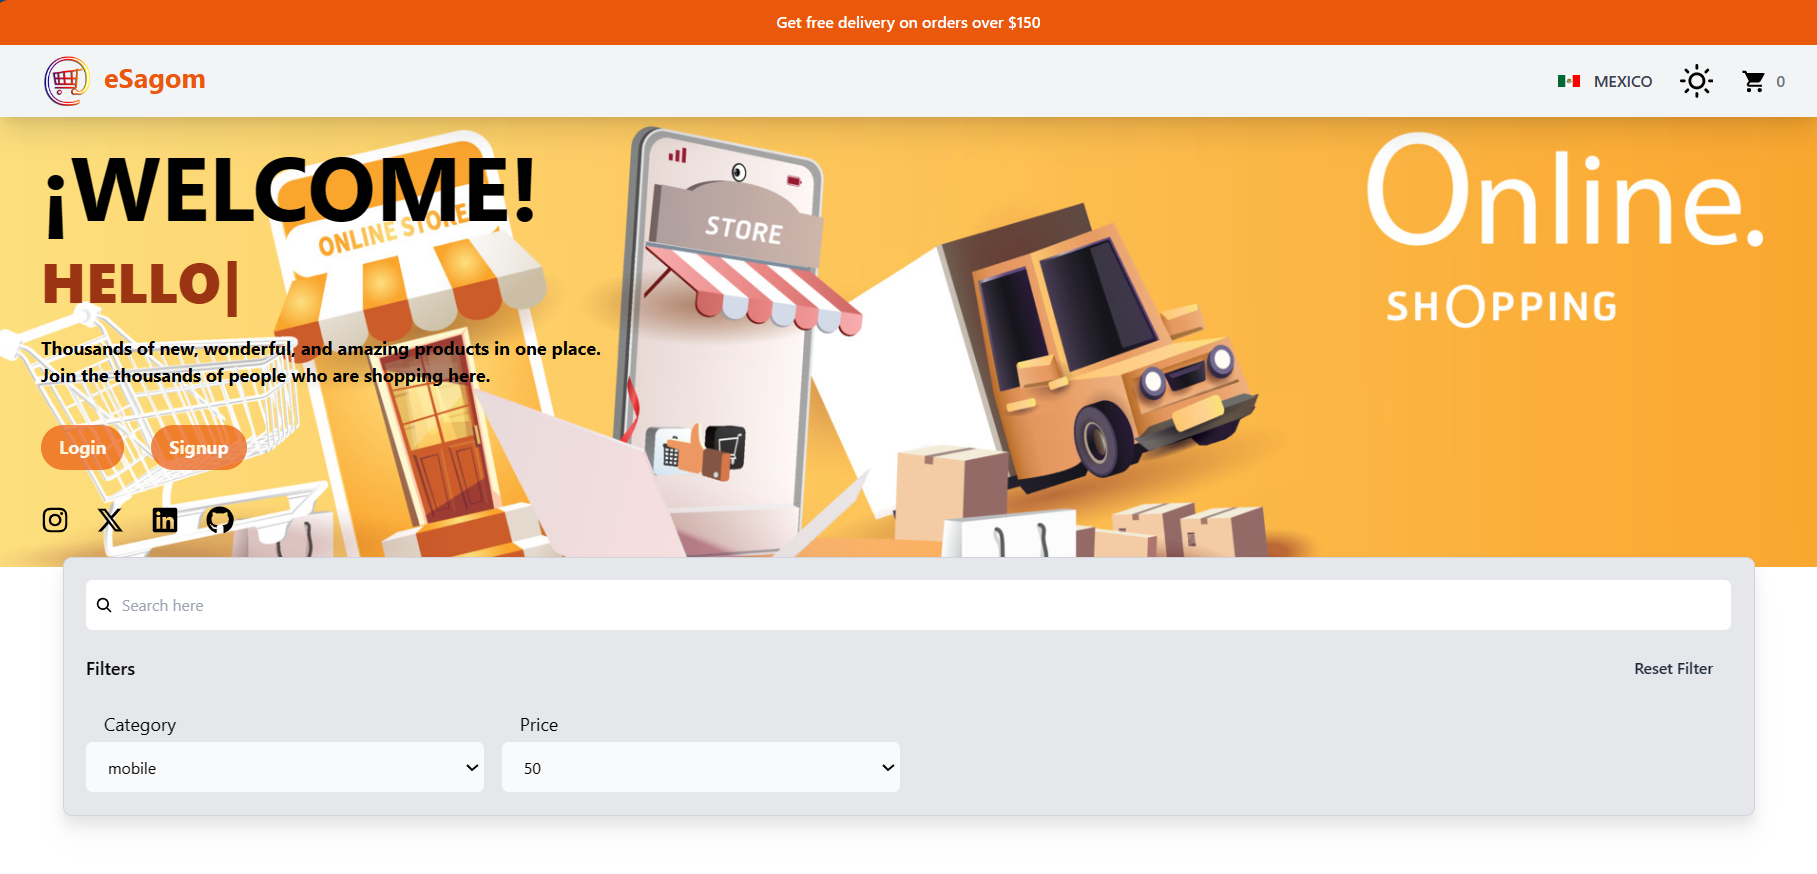 Get free delivery on orders over $150
eSagom
MEXICO
0
¡WELCOME!
HELLO|
Thousands of new, wonderful, and amazing products in one place.
Join the thousands of people who are shopping here.
Login
Signup
ONLINE STORE
STORE
Online.
SHOPPING
Search here
Filters
Reset Filter
Category
Price
mobile
50